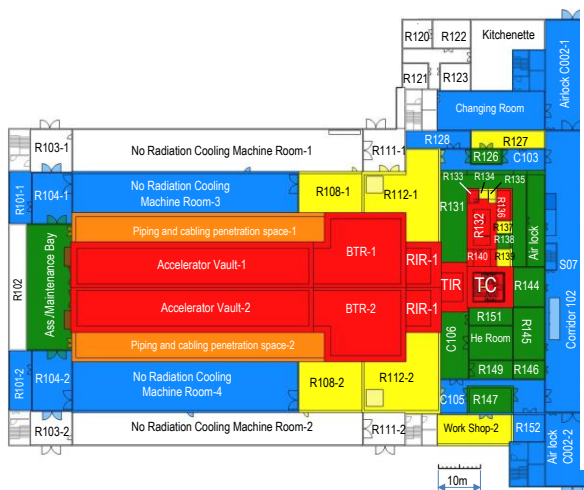 R120
R122
Kitchenette
R121
R123
Airlock C002-1
Changing Room
R103-1
No Radiation Cooling Machine Room-1
R111-1
R128
R127
R126
C103
R101-1
R104-1
No Radiation Cooling
Machine Room-3
R108-1
R112-1
R133
R134
R135
R131
R136
R132
R137
R138
R139
R140
Air lock
Piping and cabling penetration space-1
Ass./Maintenance Bay
R102
Accelerator Vault-1
BTR-1
RIR-1
S07
TIR
TC
R144
Corridor 102
Accelerator Vault-2
BTR-2
RIR-1
R151
C106
He Room
R145
Piping and cabling penetration space-2
R101-2
R104-2
No Radiation Cooling
Machine Room-4
R108-2
R112-2
R149
R146
C105
R147
R103-2
No Radiation Cooling Machine Room-2
R111-2
Work Shop-2
R152
Air lock
C002-2
10m